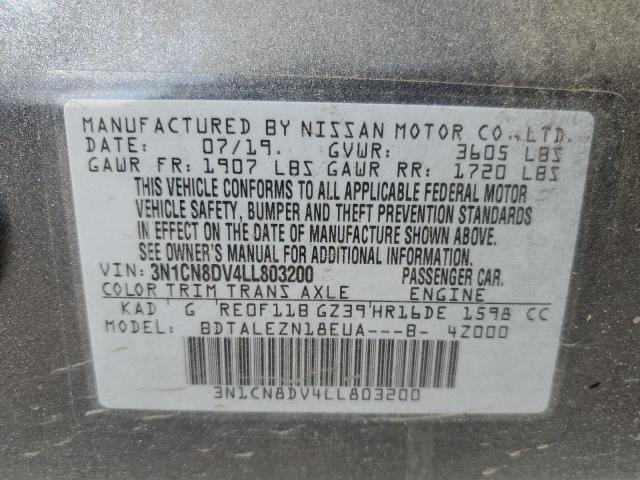 MANUFACTURED BY NISSAN MOTOR CO.,LTD.
DATE: 07/19. GVWR: 3605 LBS
GAWR FR: 1907 LBS GAWR RR: 1720 LBS
THIS VEHICLE CONFORMS TO ALL APPLICABLE FEDERAL MOTOR
VEHICLE SAFETY, BUMPER AND THEFT PREVENTION STANDARDS
IN EFFECT ON THE DATE OF MANUFACTURE SHOWN ABOVE.
SEE OWNER'S MANUAL FOR ADDITIONAL INFORMATION.
VIN: 3N1CN8DV4LL803200 PASSENGER CAR.
COLOR TRIM TRANS AXLE ENGINE
KAD G RE0F11B GZ39 HR16DE 1598 CC
MODEL: BDTALEZN18EUA---B- 4Z000
3N1CN8DV4LL803200